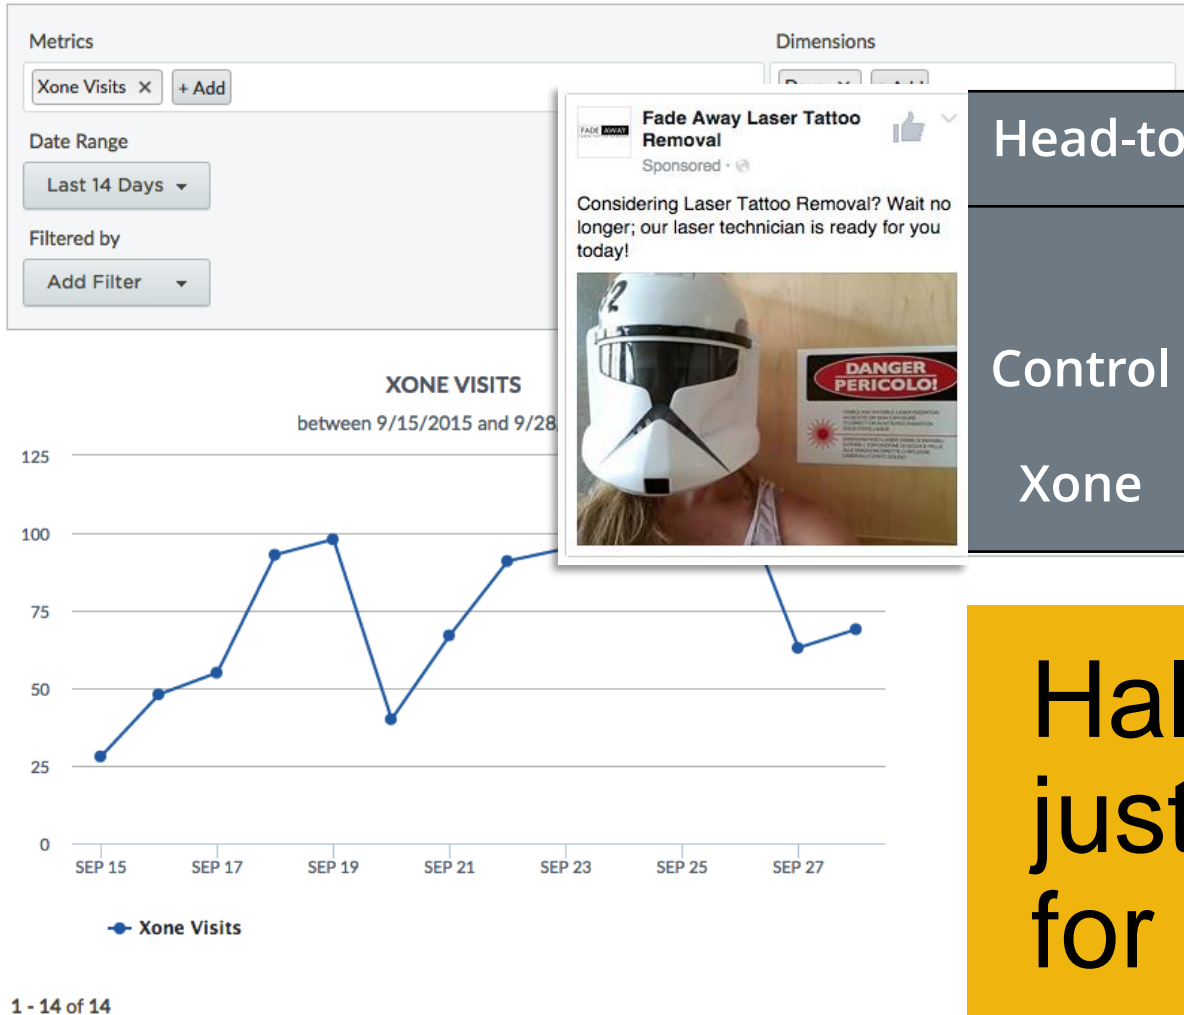 Metrics
Dimensions
Xone Visits × + Add
Date Range
Last 14 Days
Filtered by
Add Filter
FADE AWAY
Fade Away Laser Tattoo
Removal
Sponsored ·
Considering Laser Tattoo Removal? Wait no
longer; our laser technician is ready for you
today!
DANGER
PERICOLO!
Head-to
Control
Xone
XONE VISITS
between 9/15/2015 and 9/28
125
100
75
50
25
0
SEP 15 SEP 17 SEP 19 SEP 21 SEP 23 SEP 25 SEP 27
Xone Visits
1 - 14 of 14
just
for